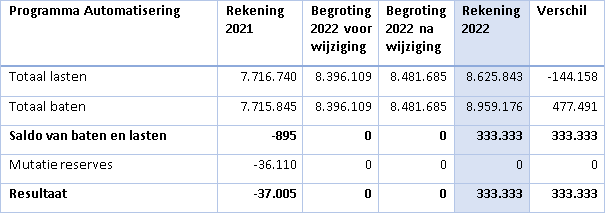 Programma Automatisering Rekening 2021 Begroting 2022 voor wijziging Begroting 2022 na wijziging Rekening 2022 Verschil
Totaal lasten 7.716.740 8.396.109 8.481.685 8.625.843 -144.158
Totaal baten 7.715.845 8.396.109 8.481.685 8.959.176 477.491
Saldo van baten en lasten -895 0 0 333.333 333.333
Mutatie reserves -36.110 0 0 0 0
Resultaat -37.005 0 0 333.333 333.333